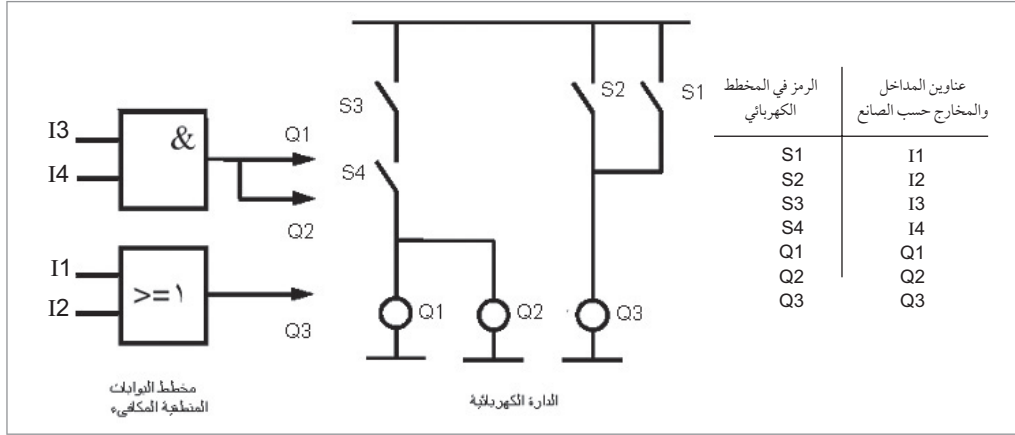 I3
I4
&
Q1
Q2
I1
I2
>=١
Q3
مخطط البوابات
المنطقية المكافيء
S3
S4
Q1
Q2
S2
S1
Q3
الدارة الكهربائية
الرمز في المخطط
الكهربائي
عناوين المداخل
والمخارج حسب الصانع
S1 I1
S2 I2
S3 I3
S4 I4
Q1 Q1
Q2 Q2
Q3 Q3